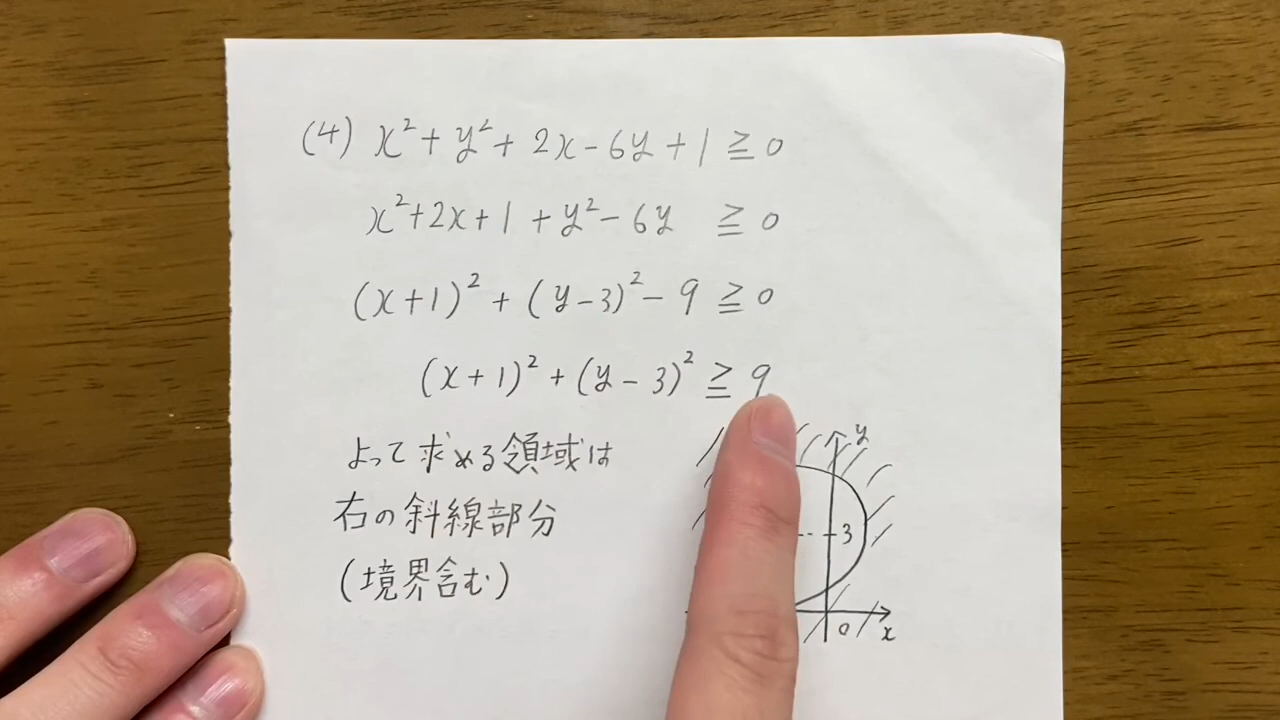 (4) x²+y²+2x-6y+1≧0
x²+2x+1+y²-6y ≧0
(x+1)²+(y-3)²-9≧0
(x+1)²+(y-3)²≧9
よって求める領域は
右の斜線部分
(境界含む)
y
3
0
x